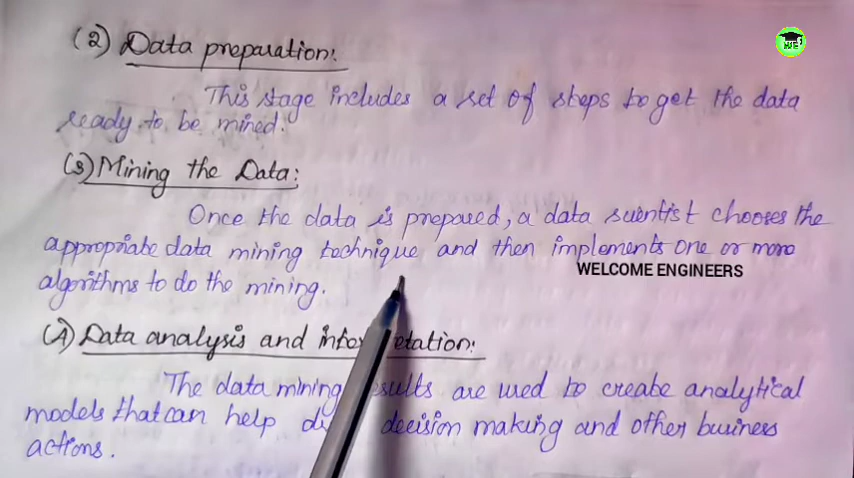 (2) Data preparation:
This stage includes a set of steps to get the data
ready to be mined.
(3) Mining the Data:
Once the data is prepared, a data scientist chooses the
appropriate data mining technique and then implements one or more
WELCOME ENGINEERS
algorithms to do the mining.
(4) Data analysis and inter etation:
The data mining esults are used to create analytical
models that can help d decision making and other business
actions.